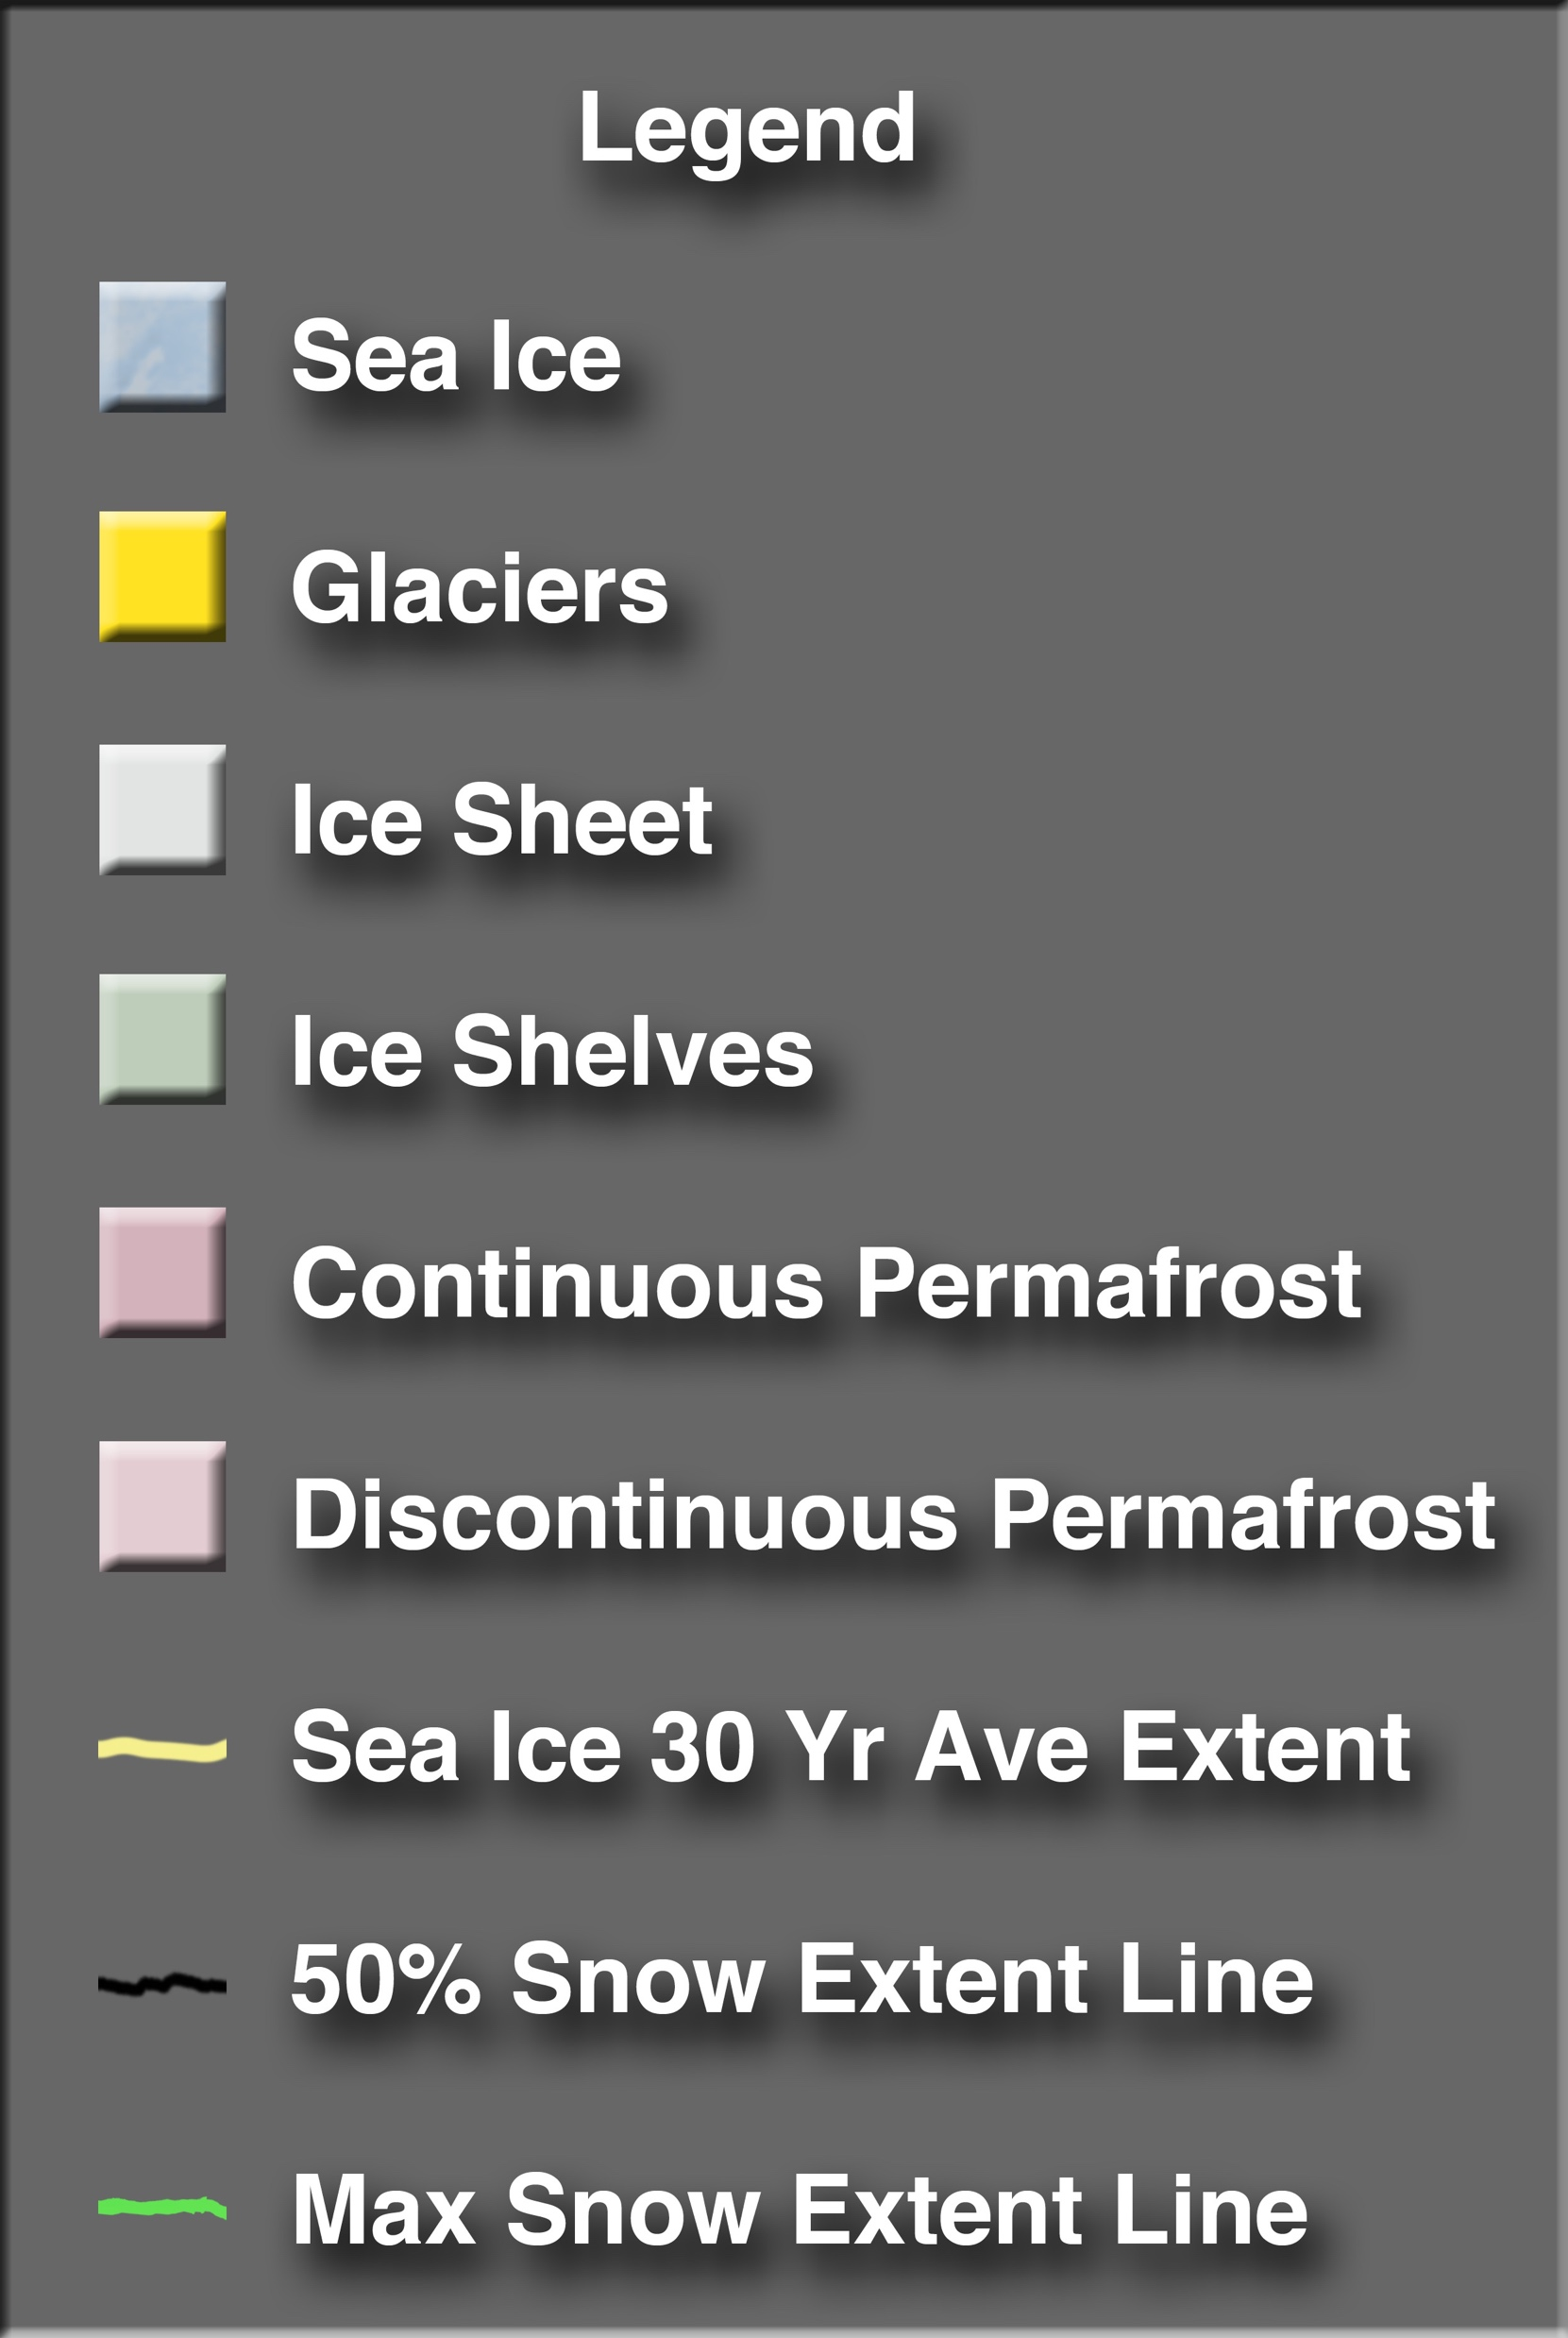 Legend
Sea Ice
Glaciers
Ice Sheet
Ice Shelves
Continuous Permafrost
Discontinuous Permafrost
Sea Ice 30 Yr Ave Extent
50% Snow Extent Line
Max Snow Extent Line